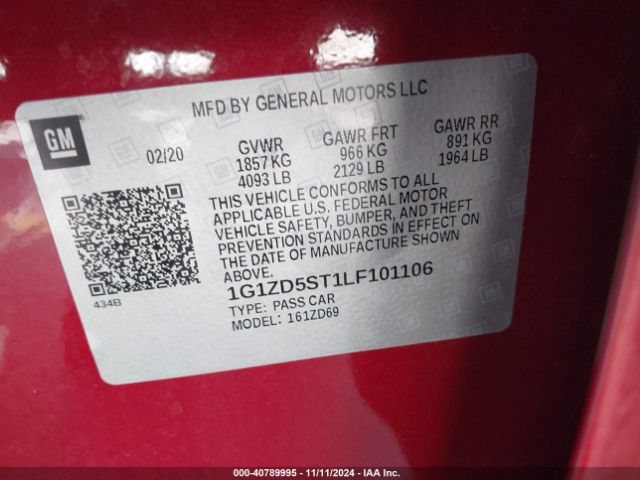 MFD BY GENERAL MOTORS LLC
GM
02/20
GVWR
1857 KG
4093 LB
GAWR FRT
966 KG
2129 LB
GAWR RR
891 KG
1964 LB
THIS VEHICLE CONFORMS TO ALL
APPLICABLE U.S. FEDERAL MOTOR
VEHICLE SAFETY, BUMPER, AND THEFT
PREVENTION STANDARDS IN EFFECT ON
THE DATE OF MANUFACTURE SHOWN
ABOVE.
434B
1G1ZD5ST1LF101106
TYPE: PASS CAR
MODEL: 161ZD69
000-40789995 - 11/11/2024 - IAA Inc.